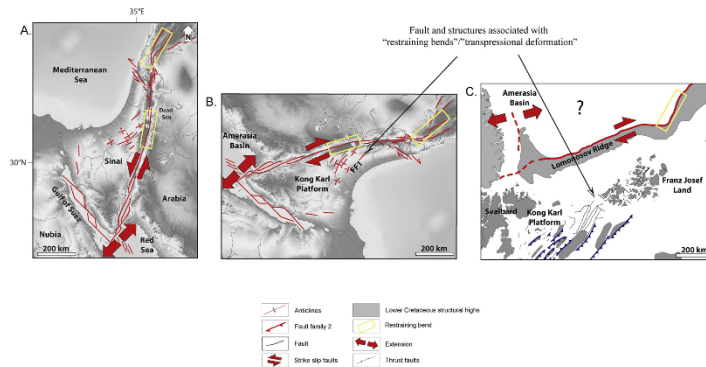 Fault and structures associated with
“restraining bends”/“transpressional deformation”
A.
35°E
N
Mediterranean
Sea
Dead
Sea
30°N
Sinai
Gulf of Suez
Arabia
Nubia
Red
Sea
200 km
B.
Amerasia
Basin
Kong Karl
Platform
FF1
200 km
C.
Amerasia
Basin
?
Lomonosov Ridge
Franz Josef
Land
Svalbard
Kong Karl
Platform
200 km
Anticlines
Fault family 2
Fault
Strike slip faults
Lower Cretaceous structural highs
Restraining bend
Extension
Thrust faults